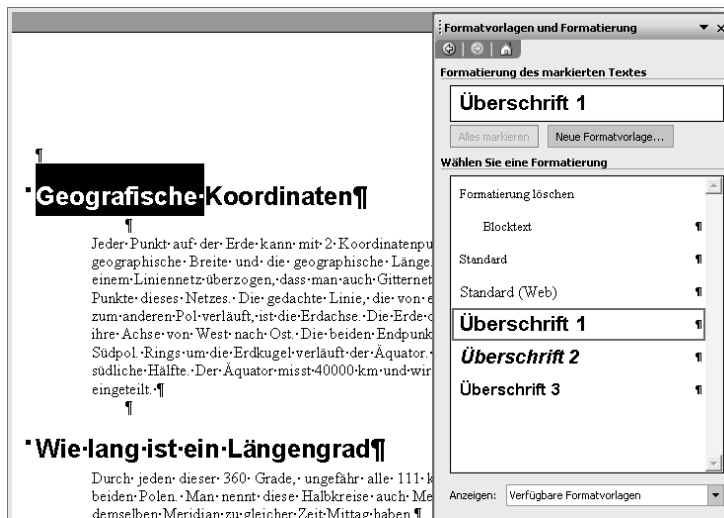 ¶
Geografische·Koordinaten¶
¶
Jeder·Punkt·auf·der·Erde·kann·mit·2·Koordinatenpu
geographische·Breite·und·die·geographische·Länge.
einem·Liniennetz·überzogen,·dass·man·auch·Gitternet
Punkte·dieses·Netzes.·Die·gedachte·Linie,·die·von·e
zum·anderen·Pol·verläuft,·ist·die·Erdachse.·Die·Erde·
ihre·Achse·von·West·nach·Ost.·Die·beiden·Endpunk
Südpol.·Rings·um·die·Erdkugel·verläuft·der·Äquator.·
südliche·Hälfte.·Der·Äquator·misst·40000·km·und·wir
eingeteilt.·¶
¶
Wie·lang·ist·ein·Längengrad¶
Durch·jeden·dieser·360·Grade,·ungefähr·alle·111·k
beiden·Polen.·Man·nennt·diese·Halbkreise·auch·Me
demselben·Meridian·zu·gleicher·Zeit·Mittag·haben.¶
Formatvorlagen und Formatierung
Formatierung des markierten Textes
Überschrift 1
Alles markieren Neue Formatvorlage...
Wählen Sie eine Formatierung
Formatierung löschen
Blocktext ¶
Standard ¶
Standard (Web) ¶
Überschrift 1 ¶
Überschrift 2 ¶
Überschrift 3 ¶
Anzeigen: Verfügbare Formatvorlagen